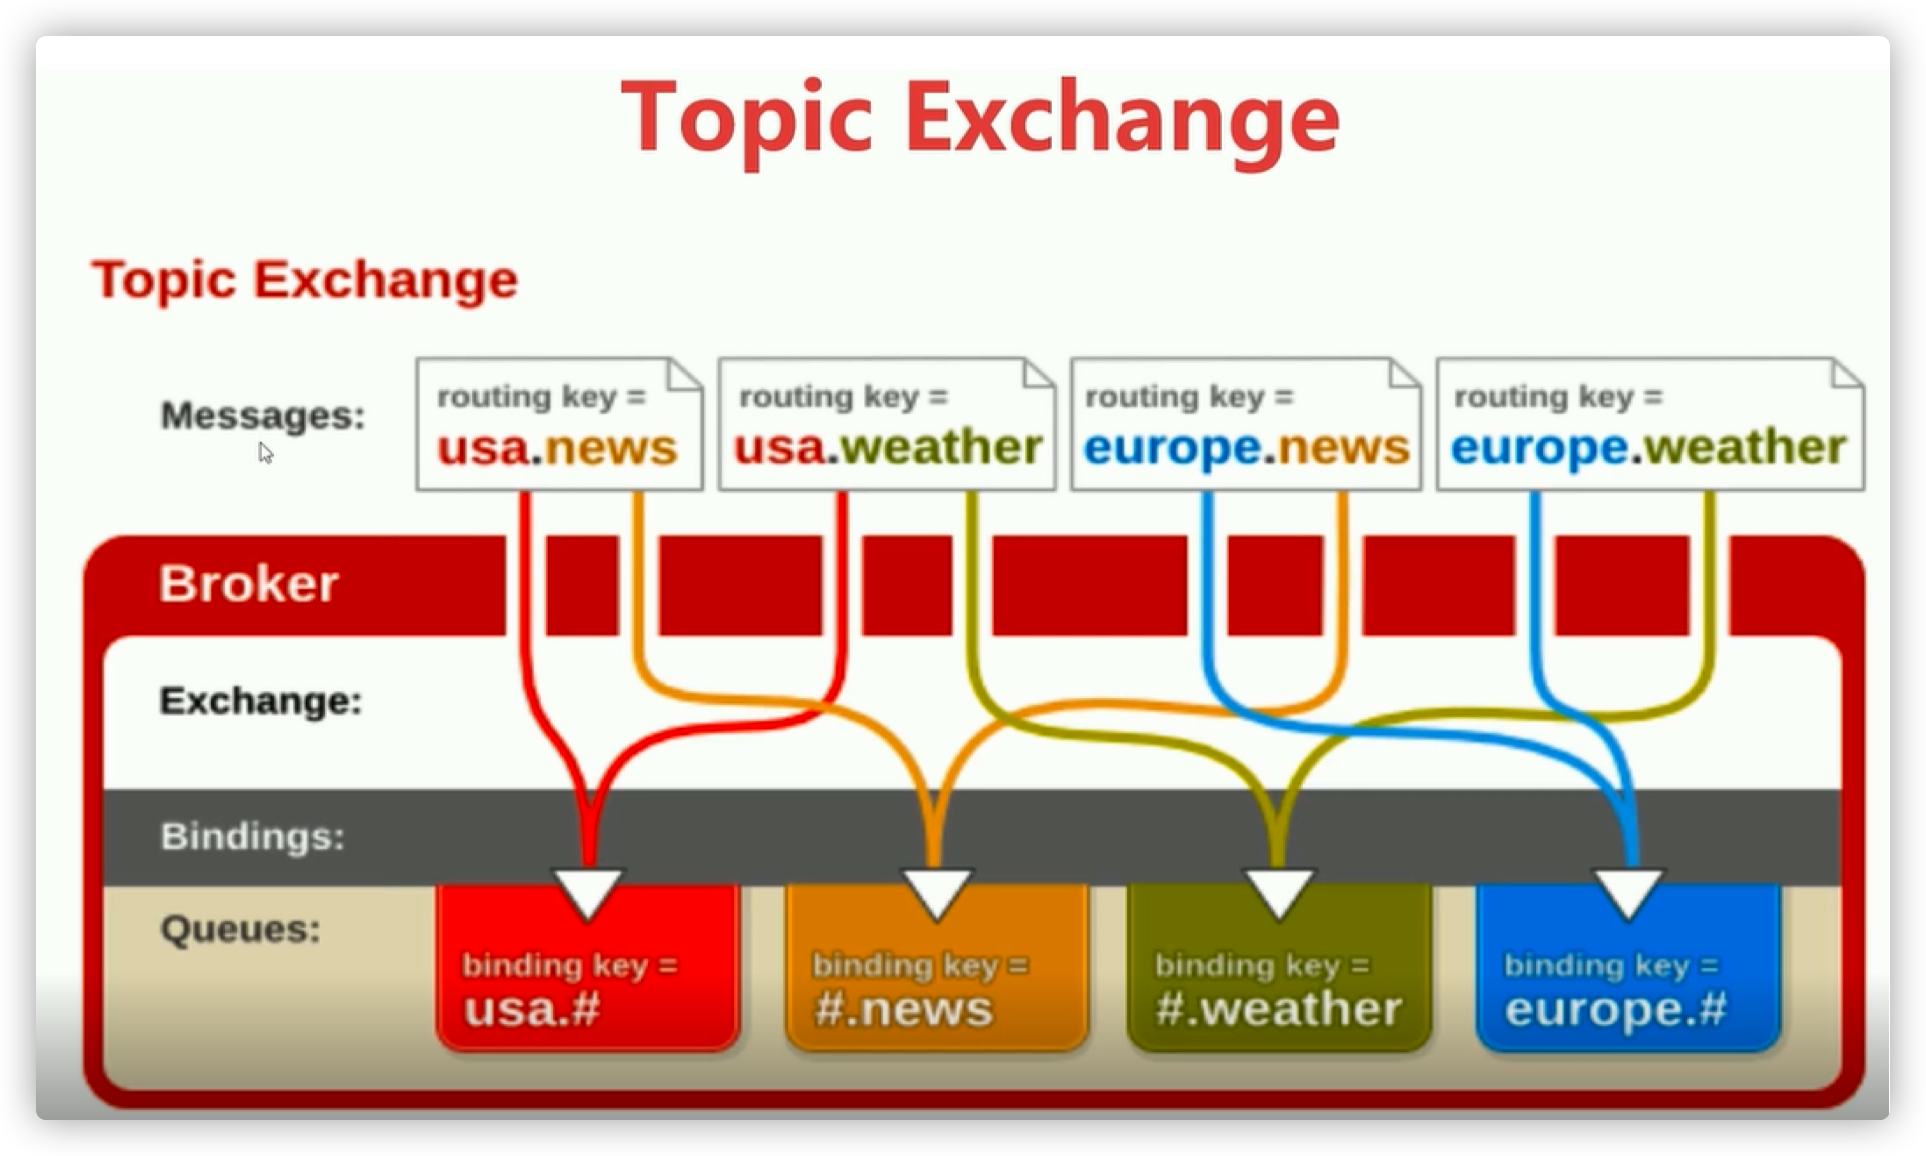 Topic Exchange
Topic Exchange
Messages:
routing key =
usa.news
routing key =
usa.weather
routing key =
europe.news
routing key =
europe.weather
Broker
Exchange:
Bindings:
Queues:
binding key =
usa.#
binding key =
#.news
binding key =
#.weather
binding key =
europe.#